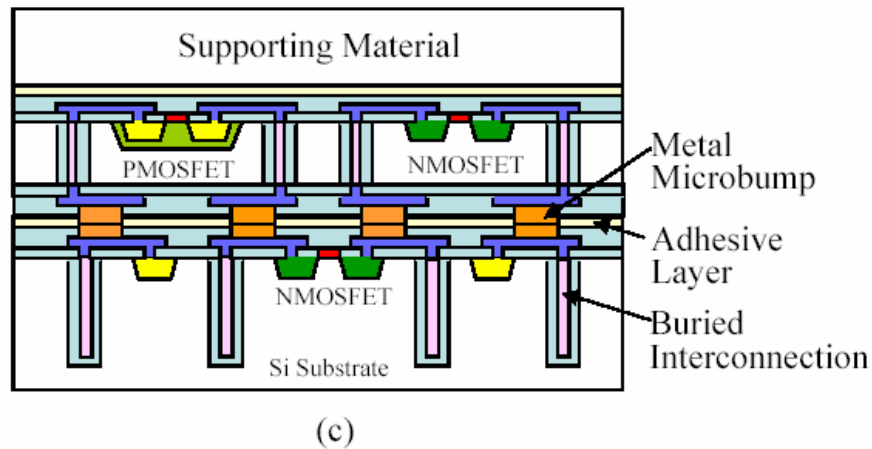 Supporting Material
PMOSFET
NMOSFET
Metal
Microbump
Adhesive
Layer
NMOSFET
Buried
Interconnection
Si Substrate
(c)